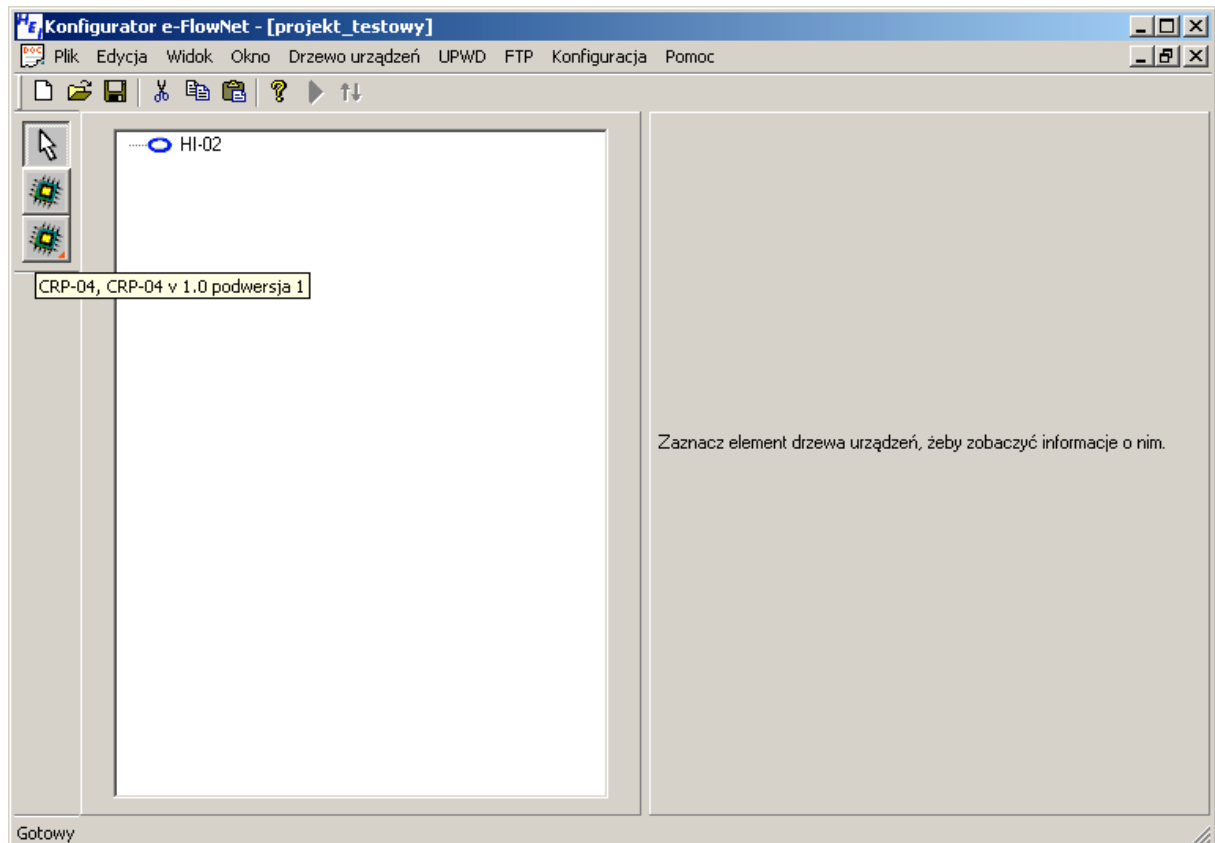 Konfigurator e-FlowNet - [projekt_testowy]
Plik Edycja Widok Okno Drzewo urządzeń UPWD FTP Konfiguracja Pomoc
HI-02
CRP-04, CRP-04 v 1.0 podwersja 1
Zaznacz element drzewa urządzeń, żeby zobaczyć informacje o nim.
Gotowy